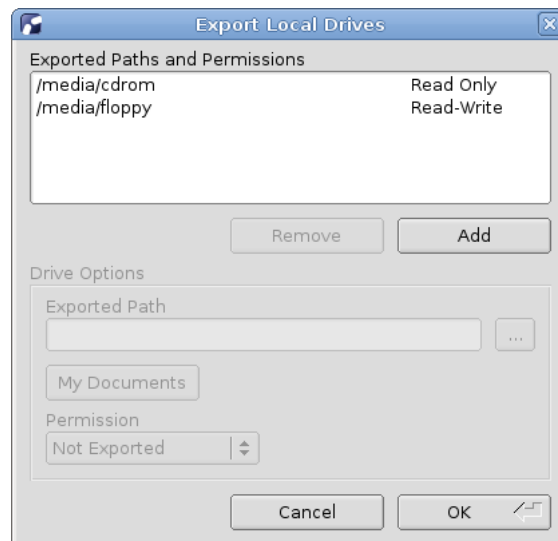 Export Local Drives
Exported Paths and Permissions
/media/cdrom Read Only
/media/floppy Read-Write
Remove Add
Drive Options
Exported Path
...
My Documents
Permission
Not Exported
Cancel OK